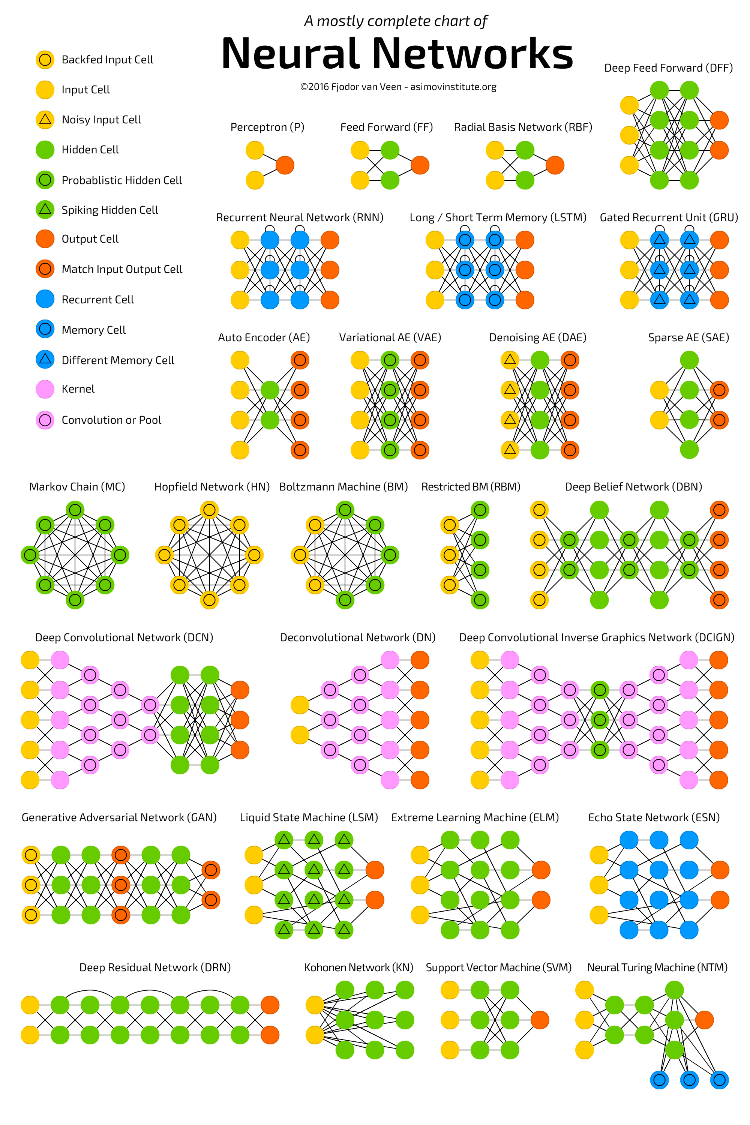 A mostly complete chart of
Neural Networks
©2016 Fjodor van Veen - asimovinstitute.org
Backfed Input Cell
Input Cell
Noisy Input Cell
Hidden Cell
Probablistic Hidden Cell
Spiking Hidden Cell
Output Cell
Match Input Output Cell
Recurrent Cell
Memory Cell
Different Memory Cell
Kernel
Convolution or Pool
Deep Feed Forward (DFF)
Perceptron (P)
Feed Forward (FF)
Radial Basis Network (RBF)
Recurrent Neural Network (RNN)
Long / Short Term Memory (LSTM)
Gated Recurrent Unit (GRU)
Auto Encoder (AE)
Variational AE (VAE)
Denoising AE (DAE)
Sparse AE (SAE)
Markov Chain (MC)
Hopfield Network (HN)
Boltzmann Machine (BM)
Restricted BM (RBM)
Deep Belief Network (DBN)
Deep Convolutional Network (DCN)
Deconvolutional Network (DN)
Deep Convolutional Inverse Graphics Network (DCIGN)
Generative Adversarial Network (GAN)
Liquid State Machine (LSM)
Extreme Learning Machine (ELM)
Echo State Network (ESN)
Deep Residual Network (DRN)
Kohonen Network (KN)
Support Vector Machine (SVM)
Neural Turing Machine (NTM)